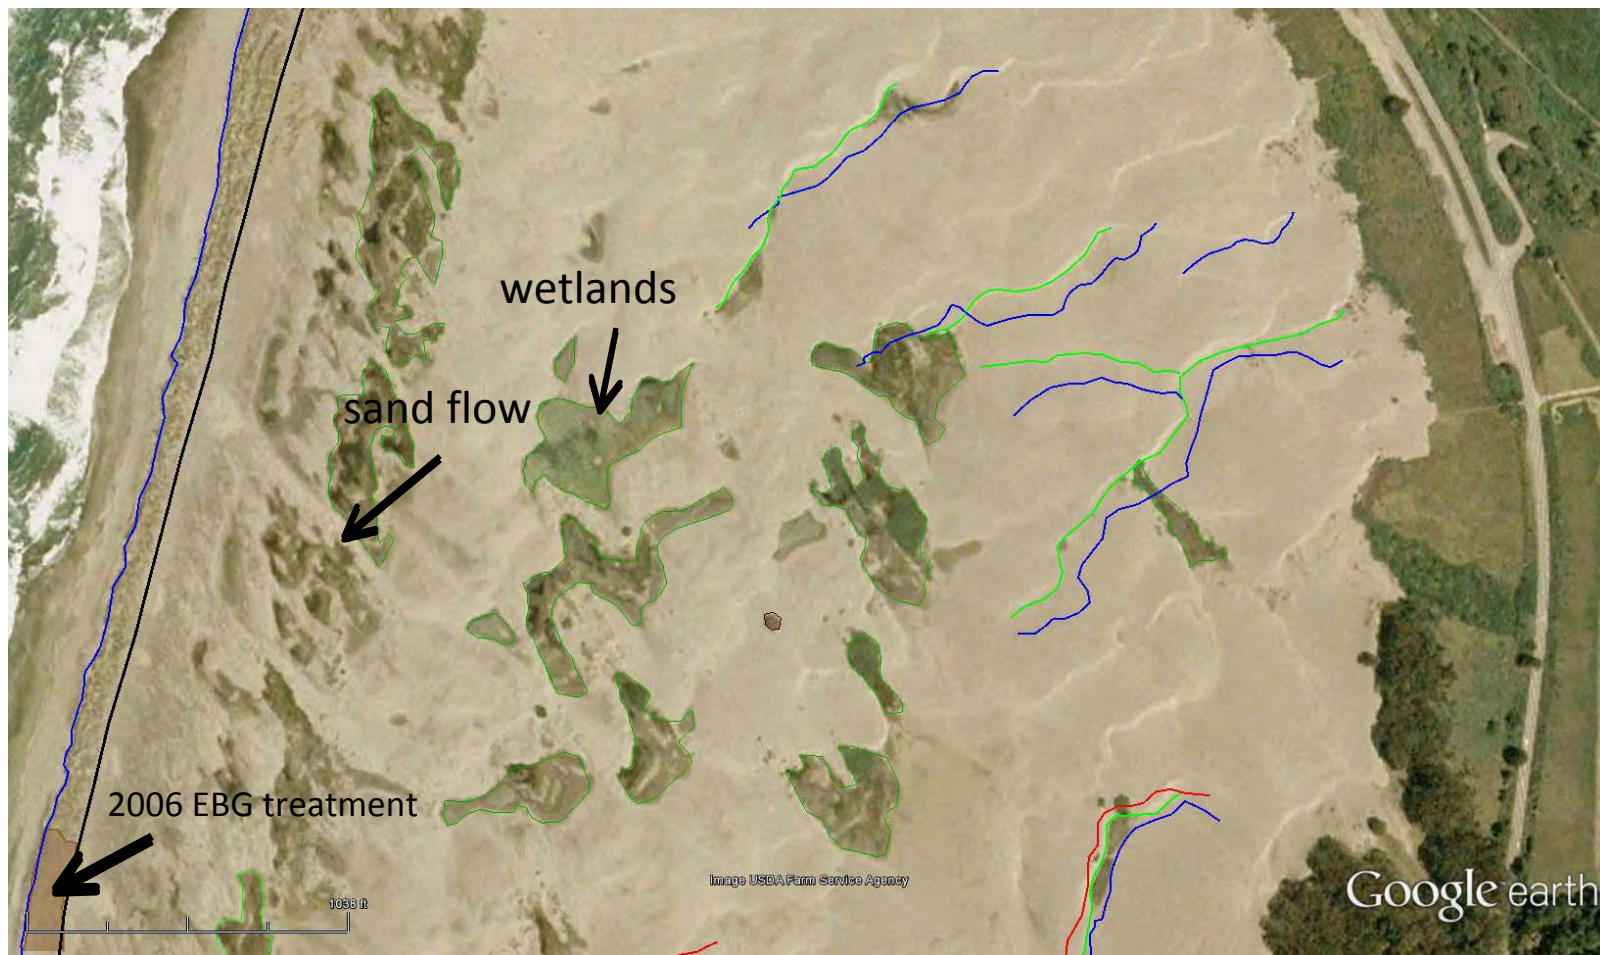 wetlands
sand flow
2006 EBG treatment
Image USDA Farm Service Agency
Google earth
1038 ft